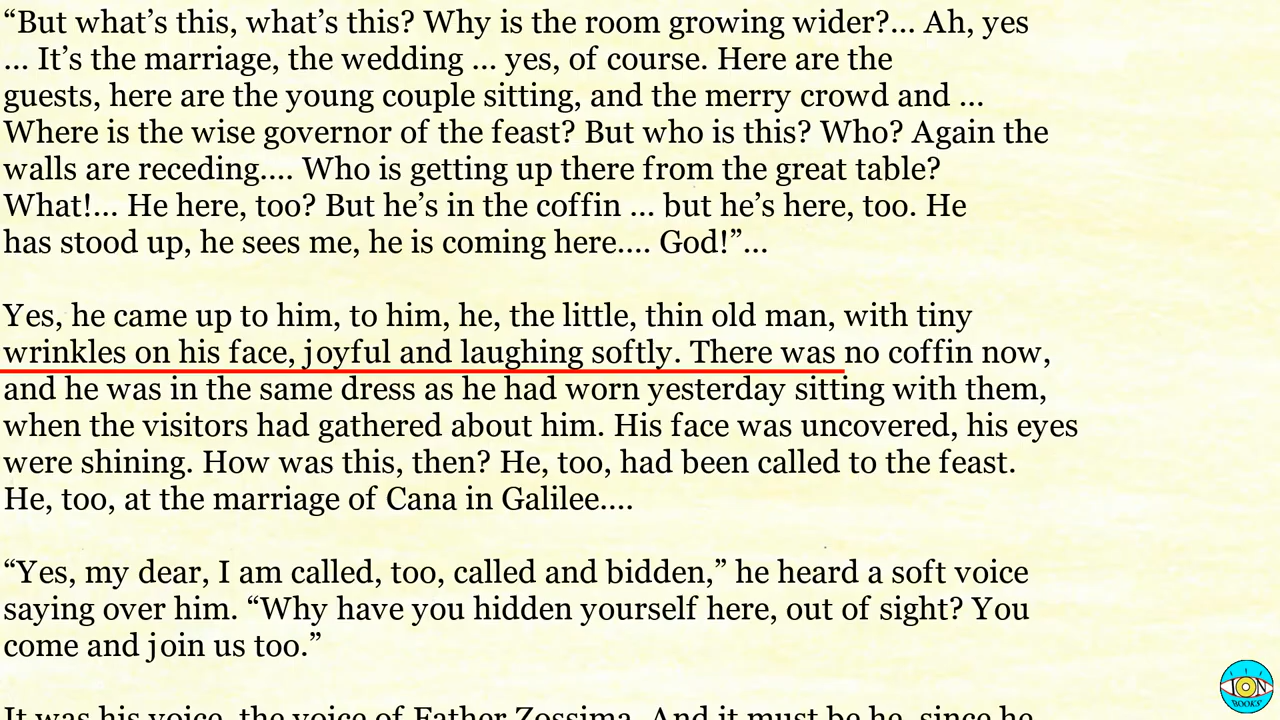 “But what’s this, what’s this? Why is the room growing wider?... Ah, yes
... It’s the marriage, the wedding ... yes, of course. Here are the
guests, here are the young couple sitting, and the merry crowd and ...
Where is the wise governor of the feast? But who is this? Who? Again the
walls are receding.... Who is getting up there from the great table?
What!... He here, too? But he’s in the coffin ... but he’s here, too. He
has stood up, he sees me, he is coming here.... God!”...
Yes, he came up to him, to him, he, the little, thin old man, with tiny
wrinkles on his face, joyful and laughing softly. There was no coffin now,
and he was in the same dress as he had worn yesterday sitting with them,
when the visitors had gathered about him. His face was uncovered, his eyes
were shining. How was this, then? He, too, had been called to the feast.
He, too, at the marriage of Cana in Galilee....
“Yes, my dear, I am called, too, called and bidden,” he heard a soft voice
saying over him. “Why have you hidden yourself here, out of sight? You
come and join us too.”
It was his voice, the voice of Father Zossima. And it must be he, since he
ION
BOOKS